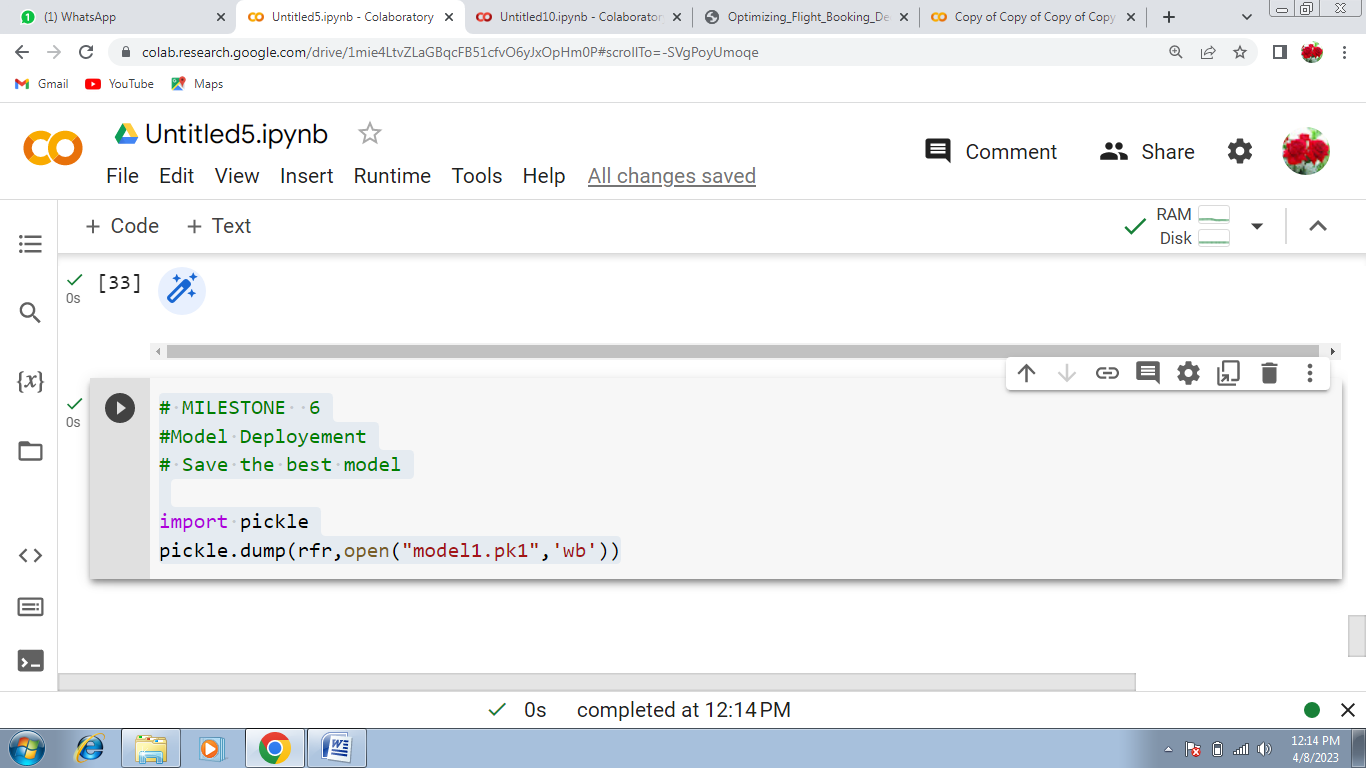 (1) WhatsApp
Untitled5.ipynb - Colaboratory
Untitled10.ipynb - Colaborator
Optimizing_Flight_Booking_De
Copy of Copy of Copy of Copy
colab.research.google.com/drive/1mie4LtvZLaGBqcFB51cfvO6yJxOpHm0P#scrollTo=-SVgPoyUmoqe
Gmail
YouTube
Maps
Untitled5.ipynb
File Edit View Insert Runtime Tools Help All changes saved
Comment
Share
+ Code + Text
RAM
Disk
[33]
0s
{x}
0s
# MILESTONE  6
#Model Deployement
# Save the best model
import pickle
pickle.dump(rfr,open("model1.pk1",'wb'))
0s completed at 12:14 PM
12:14 PM
4/8/2023